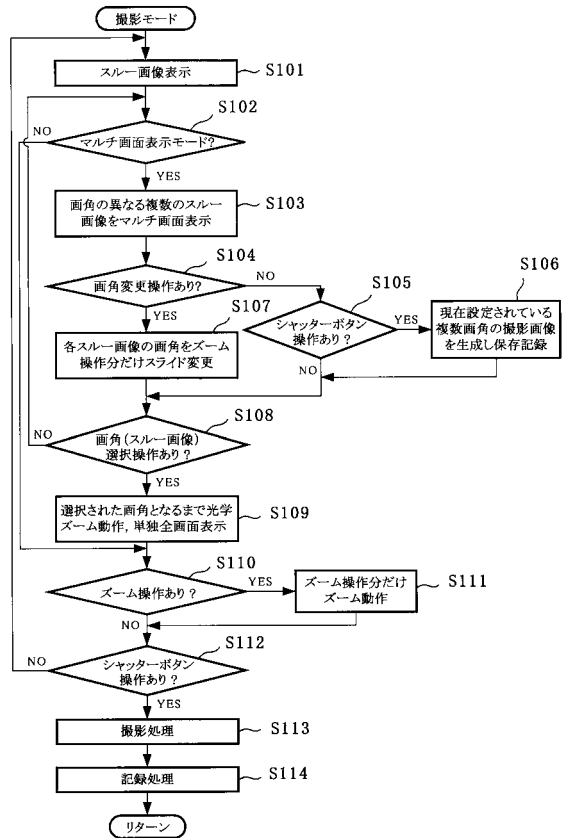 撮影モード
スルー画像表示
S101
S102
マルチ画面表示モード?
NO
YES
画角の異なる複数のスルー
画像をマルチ画面表示
S103
S104
画角変更操作あり?
NO
YES
S105
シャッターボタン
操作あり?
YES
NO
S106
現在設定されている
複数画角の撮影画像
を生成し保存記録
S107
各スルー画像の画角をズーム
操作分だけスライド変更
S108
画角(スルー画像)
選択操作あり?
NO
YES
選択された画角となるまで光学
ズーム動作,単独全画面表示
S109
S110
ズーム操作あり?
YES
NO
ズーム操作分だけ
ズーム動作
S111
S112
シャッターボタン
操作あり?
NO
YES
撮影処理
S113
記録処理
S114
リターン